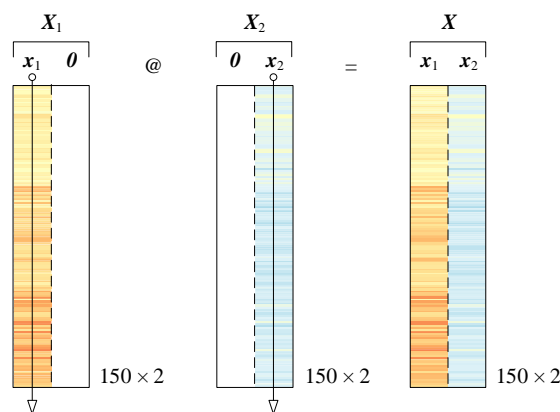 X₁ X₂ X
x₁ 0 @ 0 x₂ = x₁ x₂
150 × 2 150 × 2 150 × 2